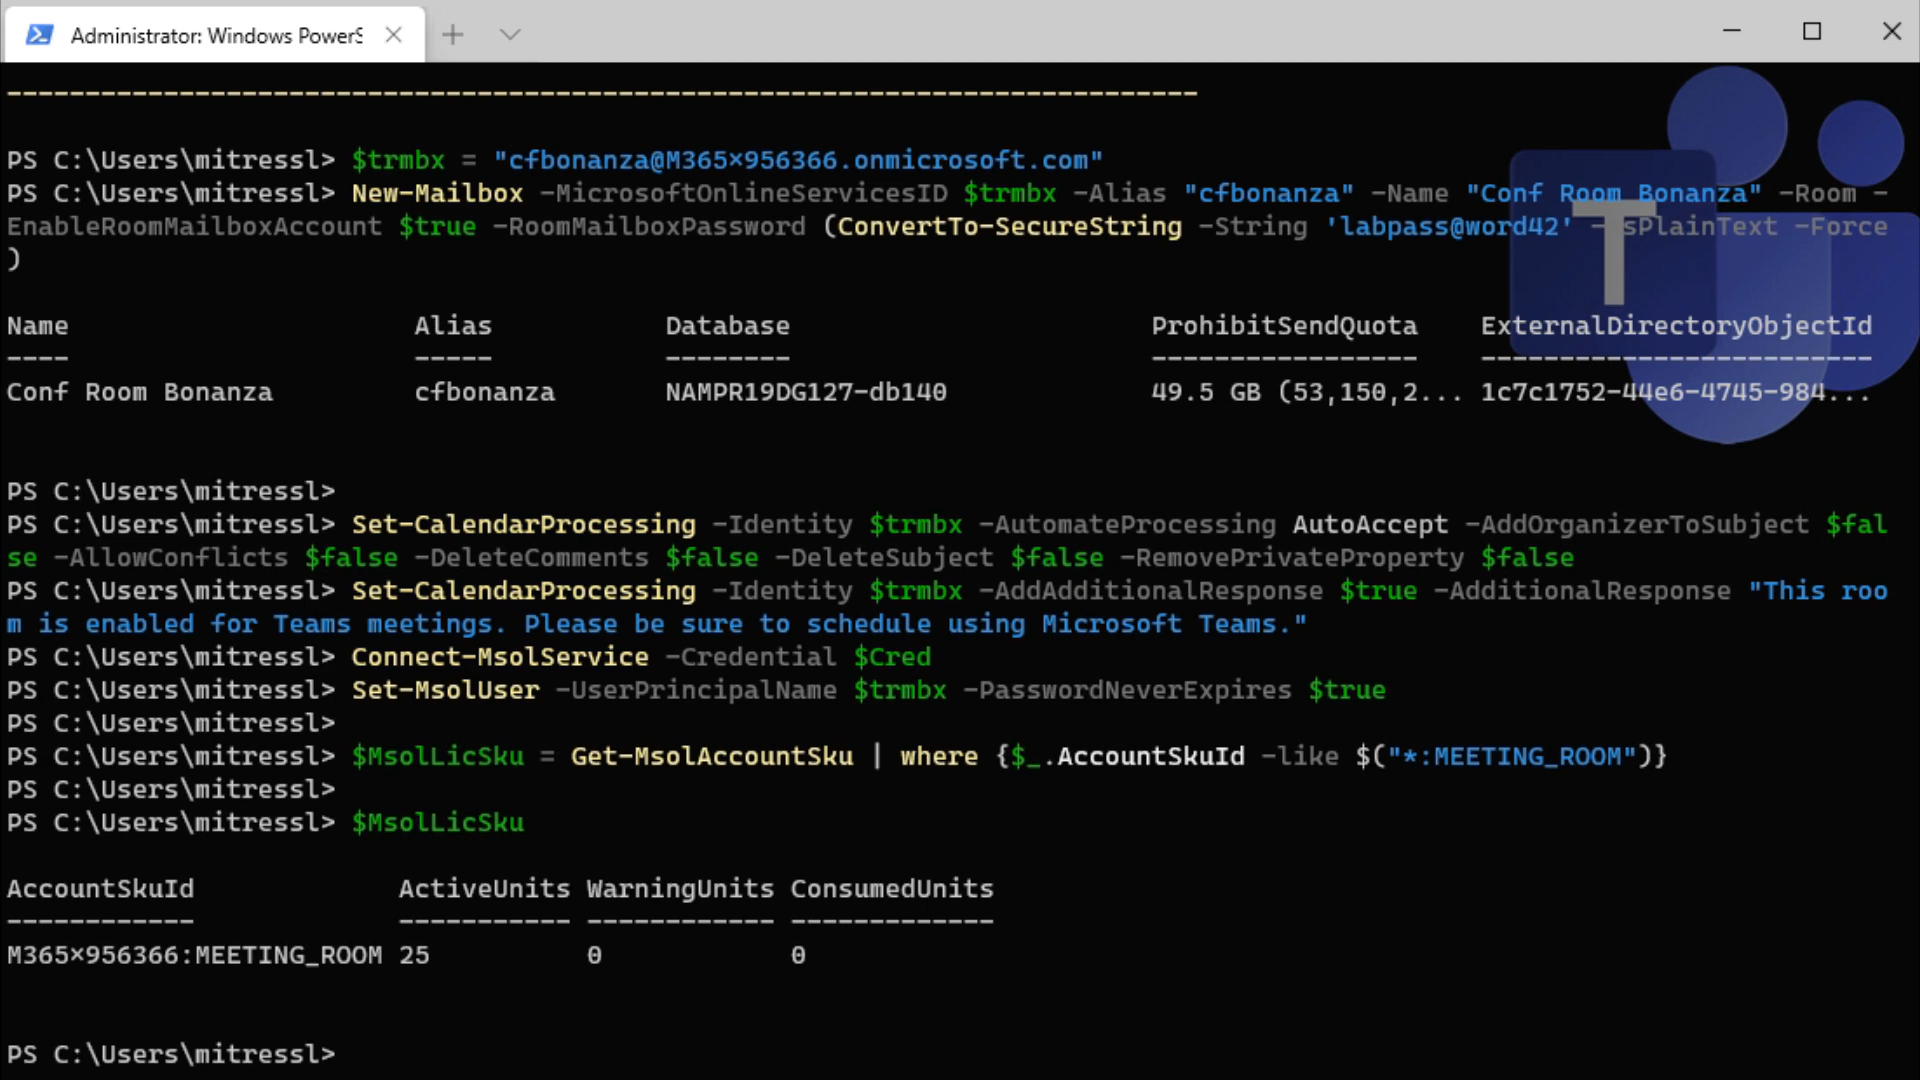 Administrator: Windows PowerS
--------------------------------------------------------------------------------
PS C:\Users\mitressl> $trmbx = "cfbonanza@M365×956366.onmicrosoft.com"
PS C:\Users\mitressl> New-Mailbox -MicrosoftOnlineServicesID $trmbx -Alias "cfbonanza" -Name "Conf Room Bonanza" -Room -
EnableRoomMailboxAccount $true -RoomMailboxPassword (ConvertTo-SecureString -String 'labpass@word42' -AsPlainText -Force
)
Name Alias Database ProhibitSendQuota ExternalDirectoryObjectId
---- ----- -------- ----------------- -------------------------
Conf Room Bonanza cfbonanza NAMPR19DG127-db140 49.5 GB (53,150,2... 1c7c1752-44e6-4745-984...
PS C:\Users\mitressl>
PS C:\Users\mitressl> Set-CalendarProcessing -Identity $trmbx -AutomateProcessing AutoAccept -AddOrganizerToSubject $fal
se -AllowConflicts $false -DeleteComments $false -DeleteSubject $false -RemovePrivateProperty $false
PS C:\Users\mitressl> Set-CalendarProcessing -Identity $trmbx -AddAdditionalResponse $true -AdditionalResponse "This roo
m is enabled for Teams meetings. Please be sure to schedule using Microsoft Teams."
PS C:\Users\mitressl> Connect-MsolService -Credential $Cred
PS C:\Users\mitressl> Set-MsolUser -UserPrincipalName $trmbx -PasswordNeverExpires $true
PS C:\Users\mitressl>
PS C:\Users\mitressl> $MsolLicSku = Get-MsolAccountSku | where {$_.AccountSkuId -like $("*:MEETING_ROOM")}
PS C:\Users\mitressl>
PS C:\Users\mitressl> $MsolLicSku
AccountSkuId ActiveUnits WarningUnits ConsumedUnits
------------ ----------- ------------ -------------
M365×956366:MEETING_ROOM 25 0 0
PS C:\Users\mitressl>
T